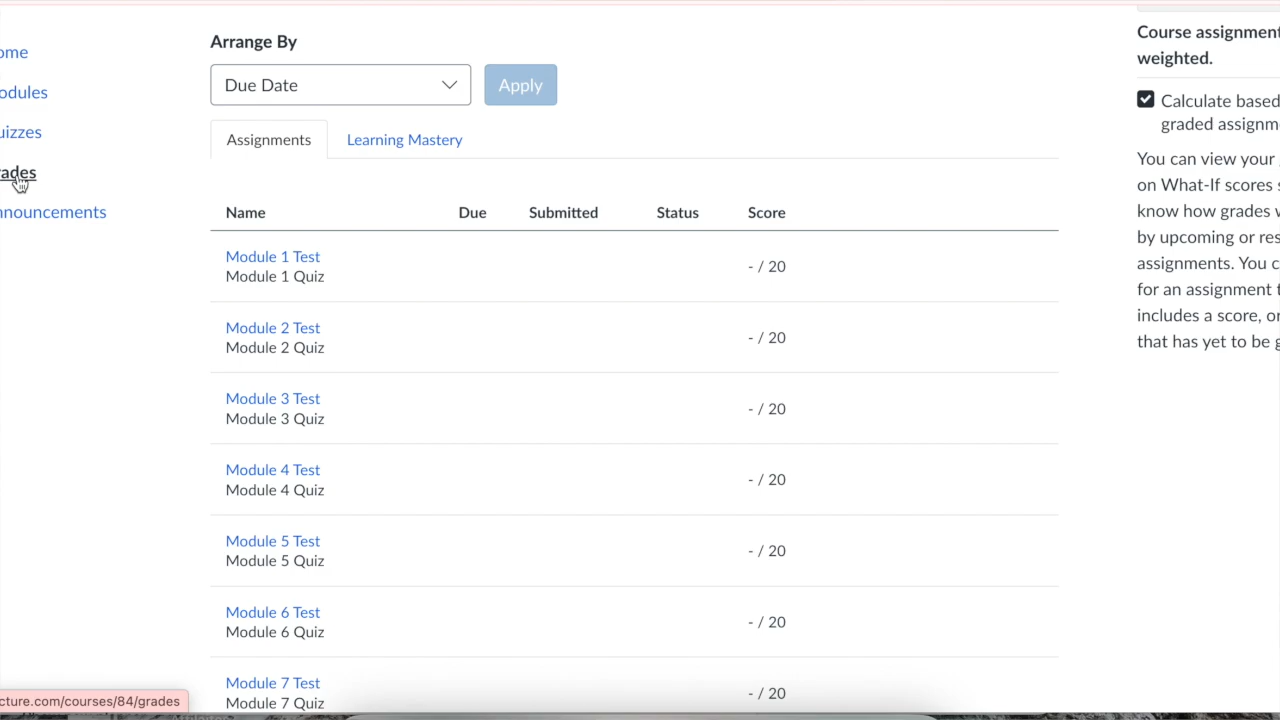 ome
odules
uizzes
rades
nnouncements
Arrange By
Due Date
Apply
Assignments
Learning Mastery
Name Due Submitted Status Score
Module 1 Test
Module 1 Quiz
- / 20
Module 2 Test
Module 2 Quiz
- / 20
Module 3 Test
Module 3 Quiz
- / 20
Module 4 Test
Module 4 Quiz
- / 20
Module 5 Test
Module 5 Quiz
- / 20
Module 6 Test
Module 6 Quiz
- / 20
Module 7 Test
Module 7 Quiz
- / 20
Course assignment
weighted.
Calculate based
graded assignm
You can view your
on What-If scores s
know how grades w
by upcoming or res
assignments. You c
for an assignment t
includes a score, or
that has yet to be g
cture.com/courses/84/grades